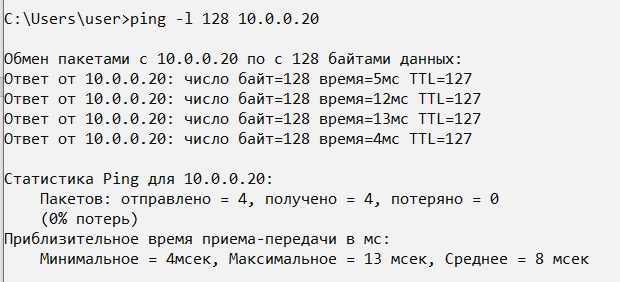 C:\Users\user>ping -l 128 10.0.0.20
Обмен пакетами с 10.0.0.20 по с 128 байтами данных:
Ответ от 10.0.0.20: число байт=128 время=5мс TTL=127
Ответ от 10.0.0.20: число байт=128 время=12мс TTL=127
Ответ от 10.0.0.20: число байт=128 время=13мс TTL=127
Ответ от 10.0.0.20: число байт=128 время=4мс TTL=127
Статистика Ping для 10.0.0.20:
Пакетов: отправлено = 4, получено = 4, потеряно = 0
(0% потерь)
Приблизительное время приема-передачи в мс:
Минимальное = 4мсек, Максимальное = 13 мсек, Среднее = 8 мсек